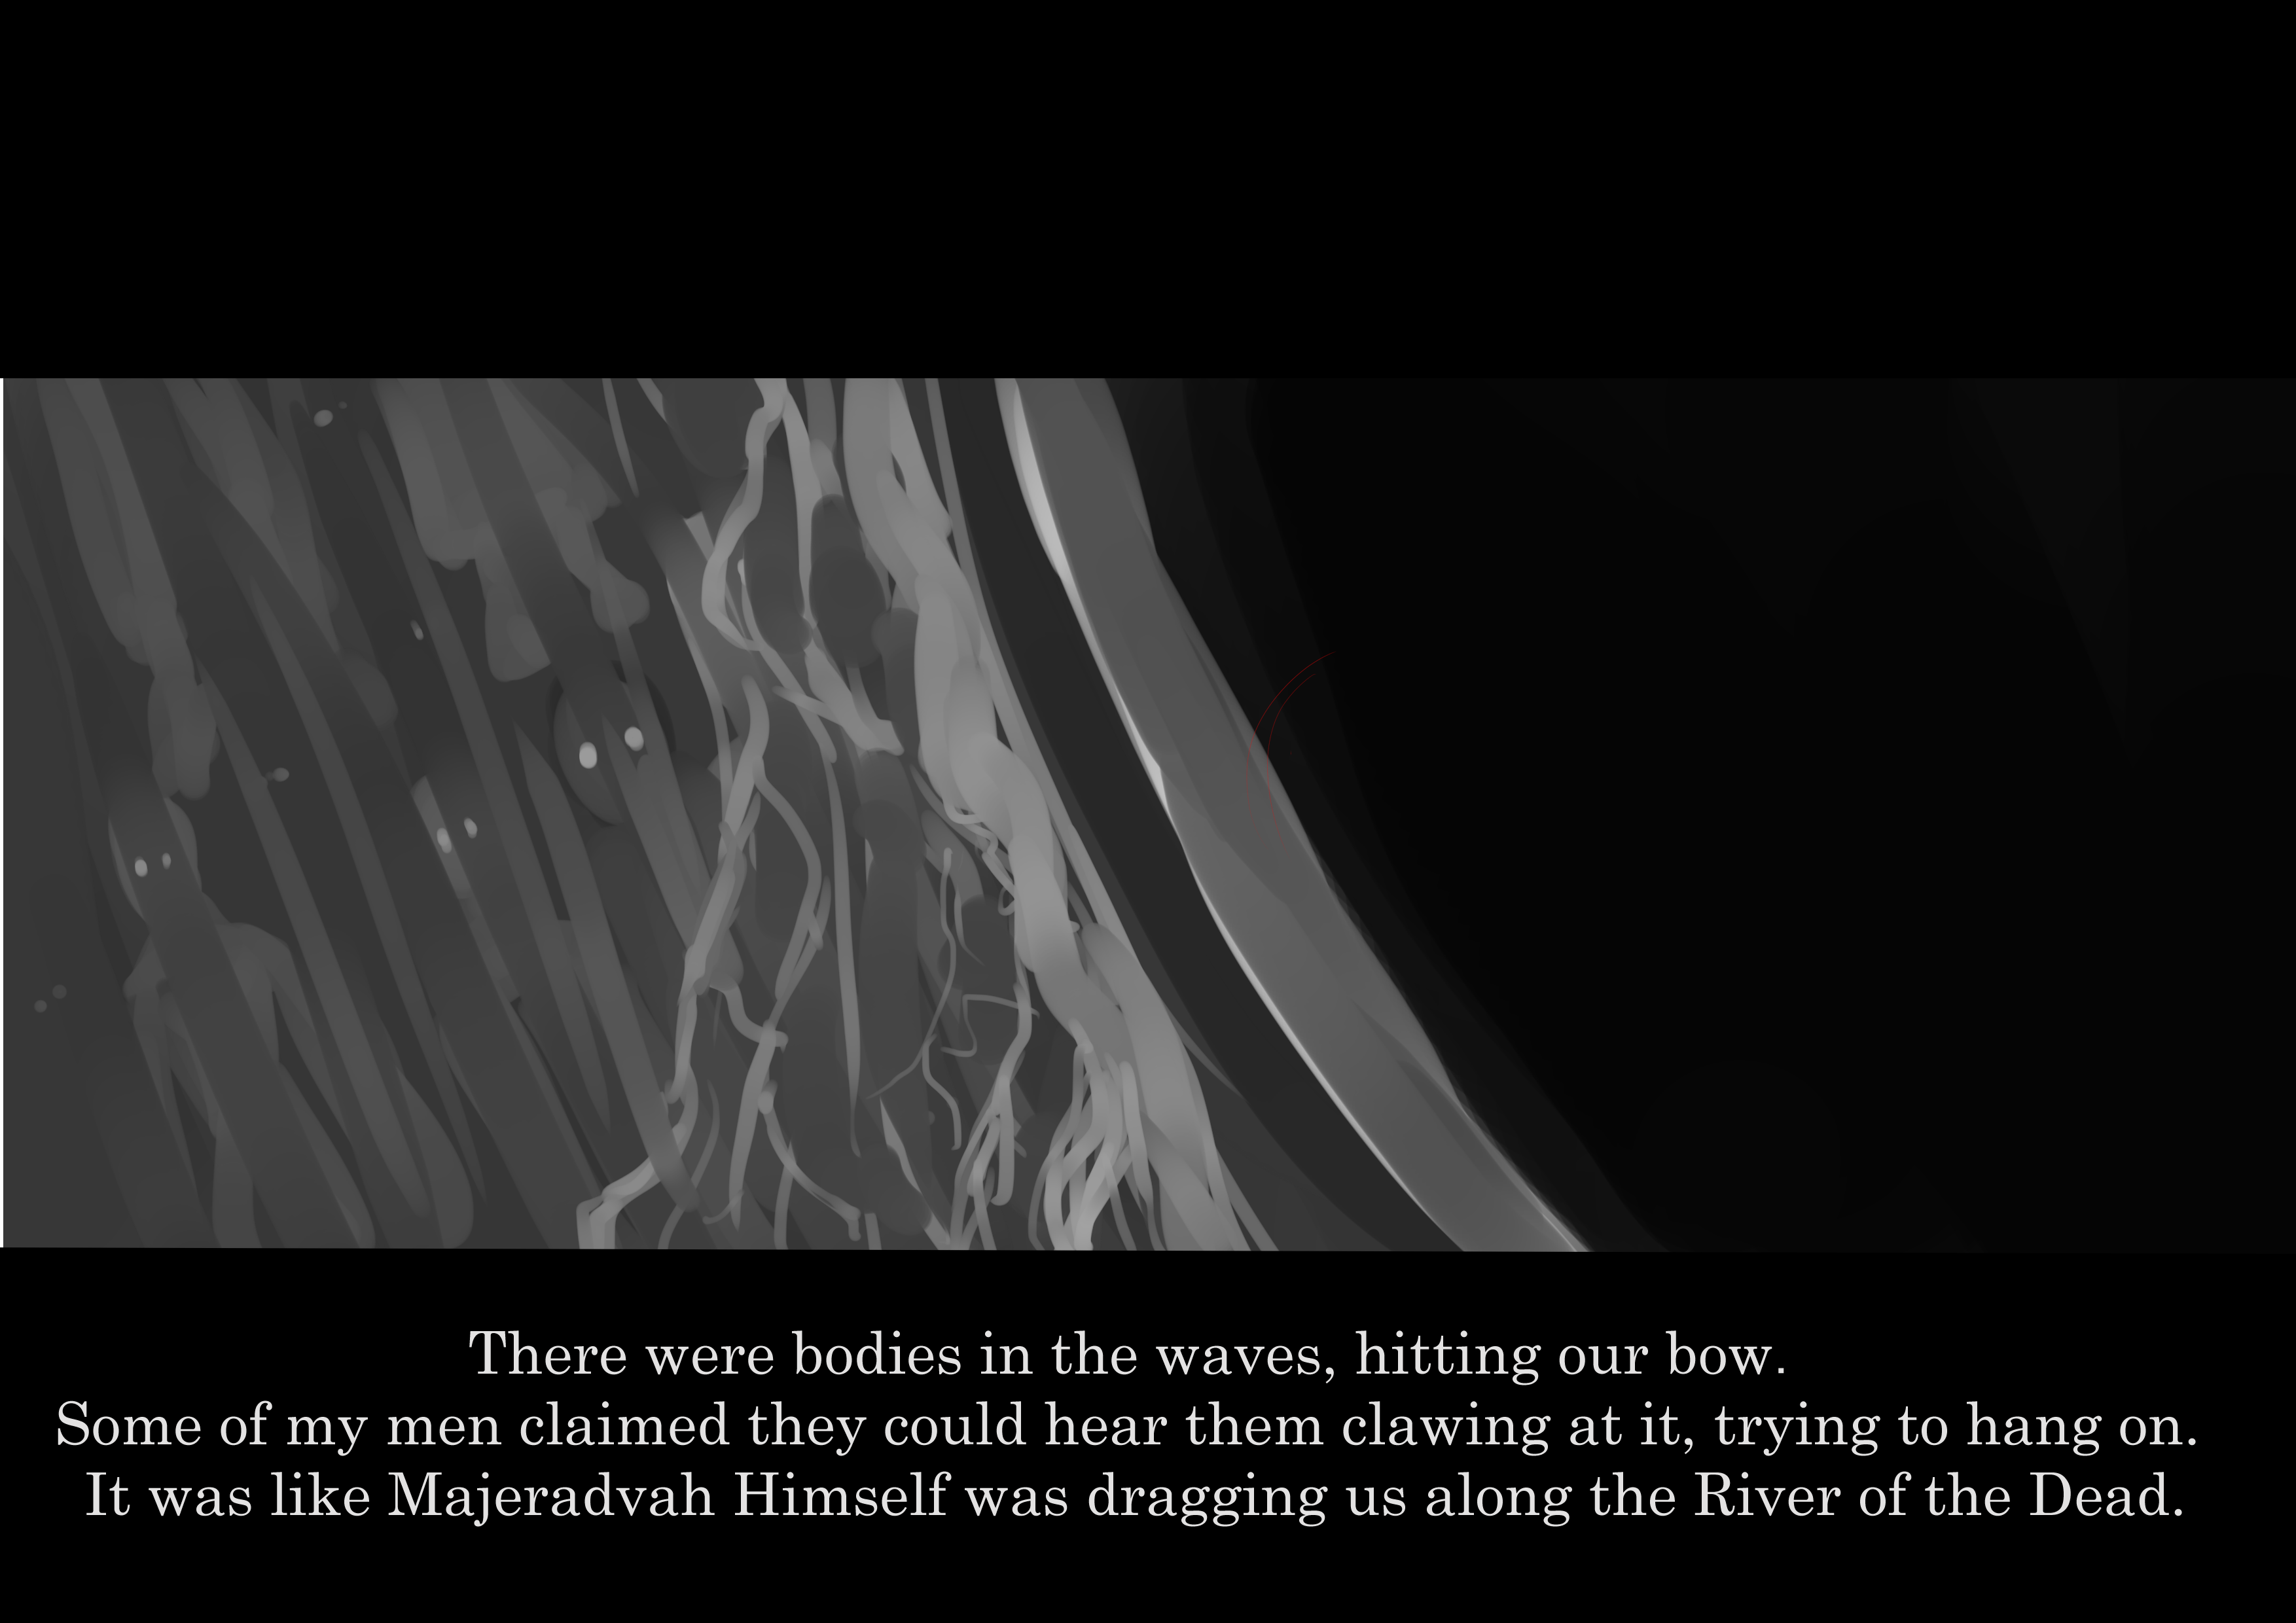 There were bodies in the waves, hitting our bow.
Some of my men claimed they could hear them clawing at it, trying to hang on.
It was like Majeradvah Himself was dragging us along the River of the Dead.